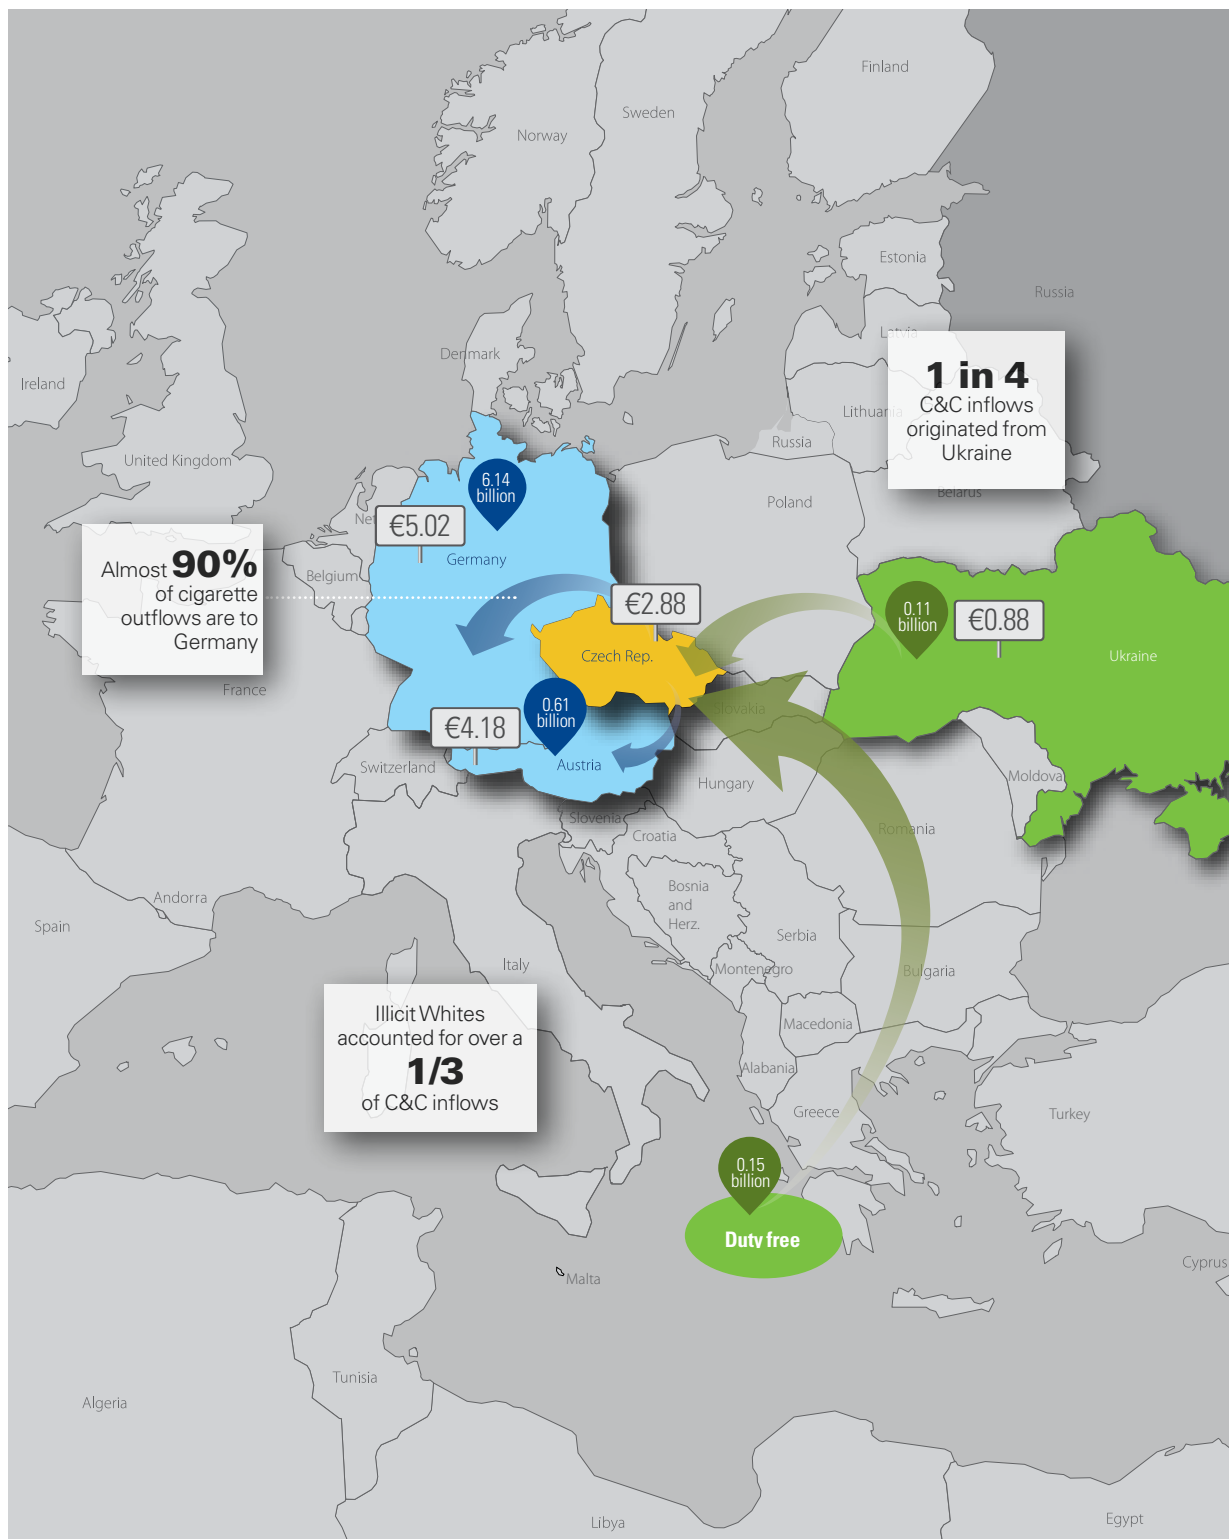 Finland
Sweden
Norway
Estonia
Russia
Latvia
Denmark
Ireland
1 in 4
C&C inflows
originated from
Ukraine
Lithuania
Russia
United Kingdom
Belarus
Poland
6.14
billion
Net
€5.02
Germany
Almost 90%
of cigarette
outflows are to
Germany
Belgium
€2.88
0.11
billion
€0.88
Czech Rep.
Ukraine
France
0.61
billion
Slovakia
€4.18
Switzerland
Austria
Hungary
Moldova
Slovenia
Croatia
Romania
Andorra
Bosnia
and
Herz.
Spain
Serbia
Italy
Montenegro
Bulgaria
Illicit Whites
accounted for over a
1/3
of C&C inflows
Macedonia
Alabania
Greece
Turkey
0.15
billion
Duty free
Malta
Cyprus
Tunisia
Algeria
Libya
Egypt